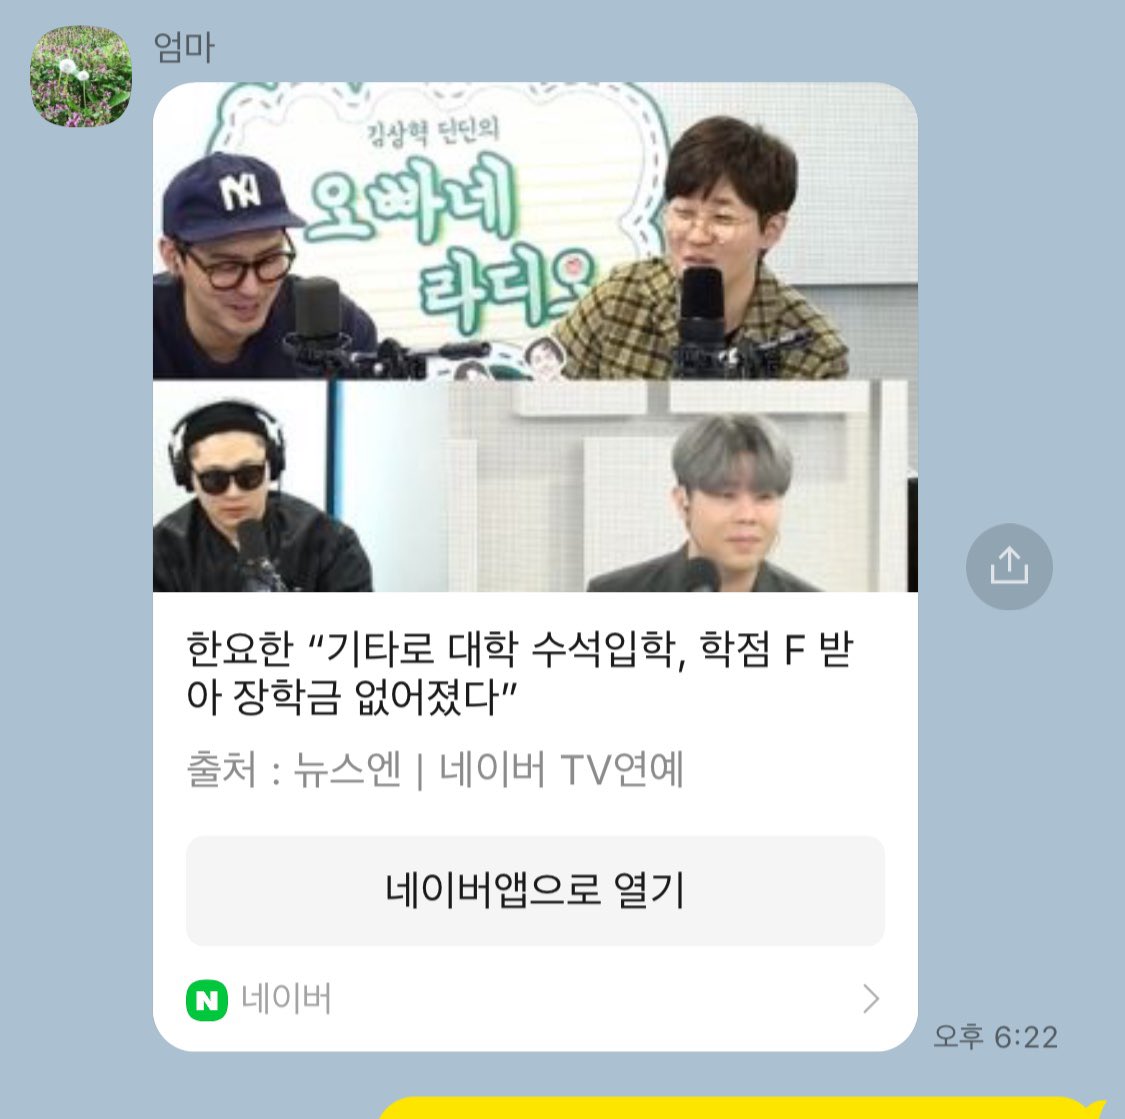 엄마
김상혁 딘딘의
오빠네
라디오
NY
한요한 “기타로 대학 수석입학, 학점 F 받
아 장학금 없어졌다”
출처 : 뉴스엔 | 네이버 TV연예
네이버앱으로 열기
N 네이버
오후 6:22